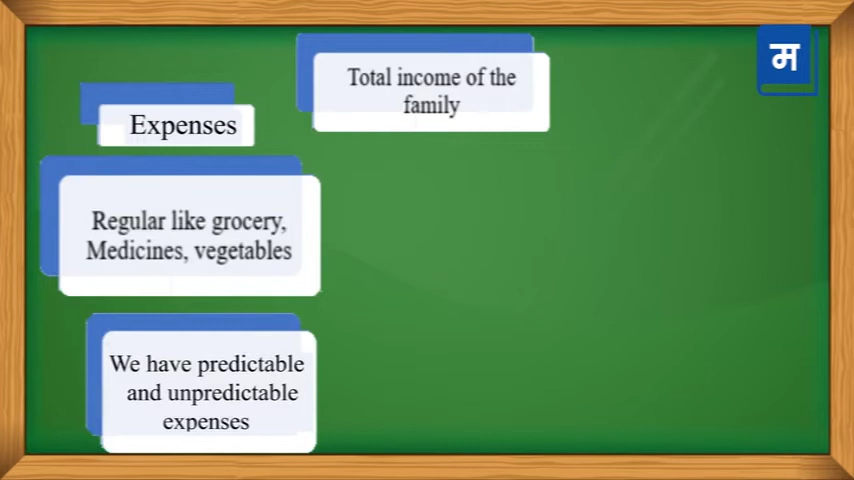 म
Total income of the
family
Expenses
Regular like grocery,
Medicines, vegetables
We have predictable
and unpredictable
expenses